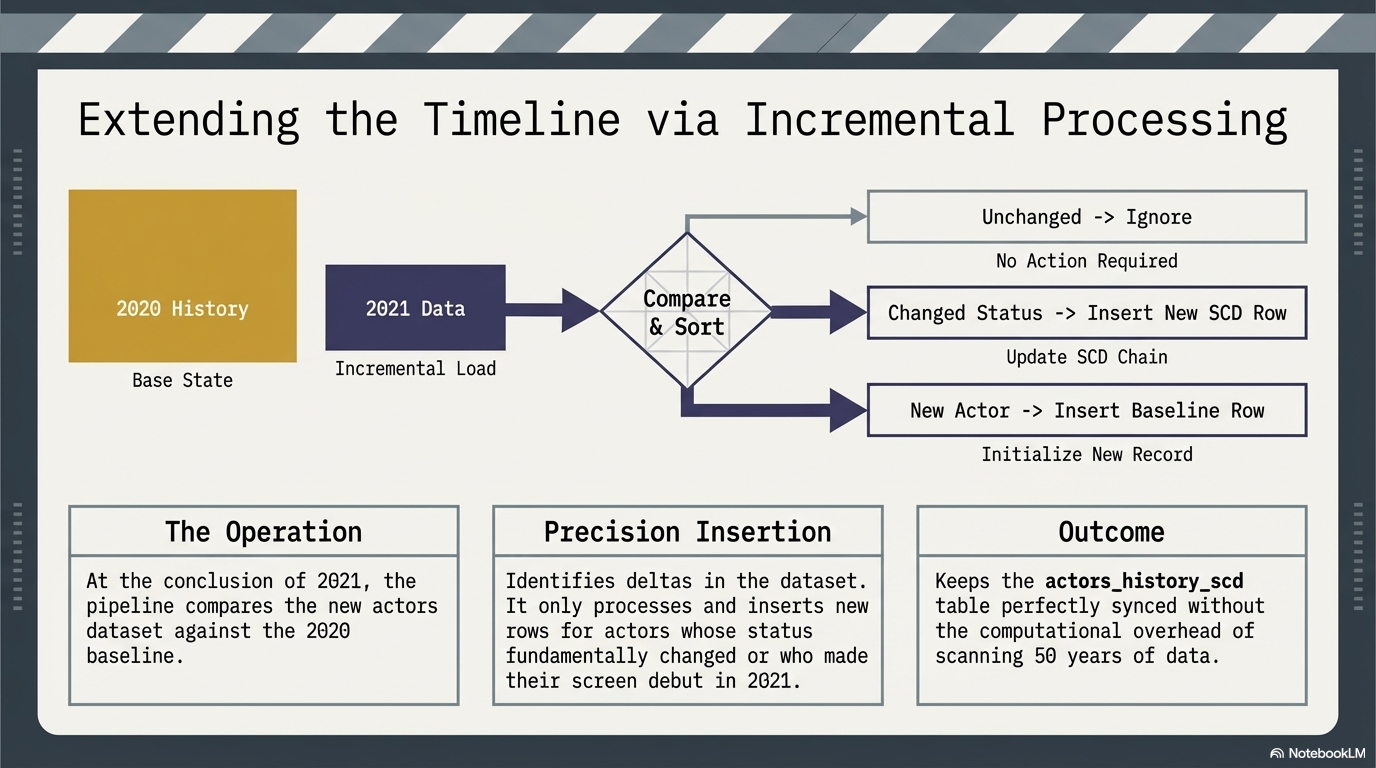 Extending the Timeline via Incremental Processing
2020 History
Base State
2021 Data
Incremental Load
Compare
& Sort
Unchanged -> Ignore
No Action Required
Changed Status -> Insert New SCD Row
Update SCD Chain
New Actor -> Insert Baseline Row
Initialize New Record
The Operation
At the conclusion of 2021, the
pipeline compares the new actors
dataset against the 2020
baseline.
Precision Insertion
Identifies deltas in the dataset.
It only processes and inserts new
rows for actors whose status
fundamentally changed or who made
their screen debut in 2021.
Outcome
Keeps the actors_history_scd
table perfectly synced without
the computational overhead of
scanning 50 years of data.
NotebookLM